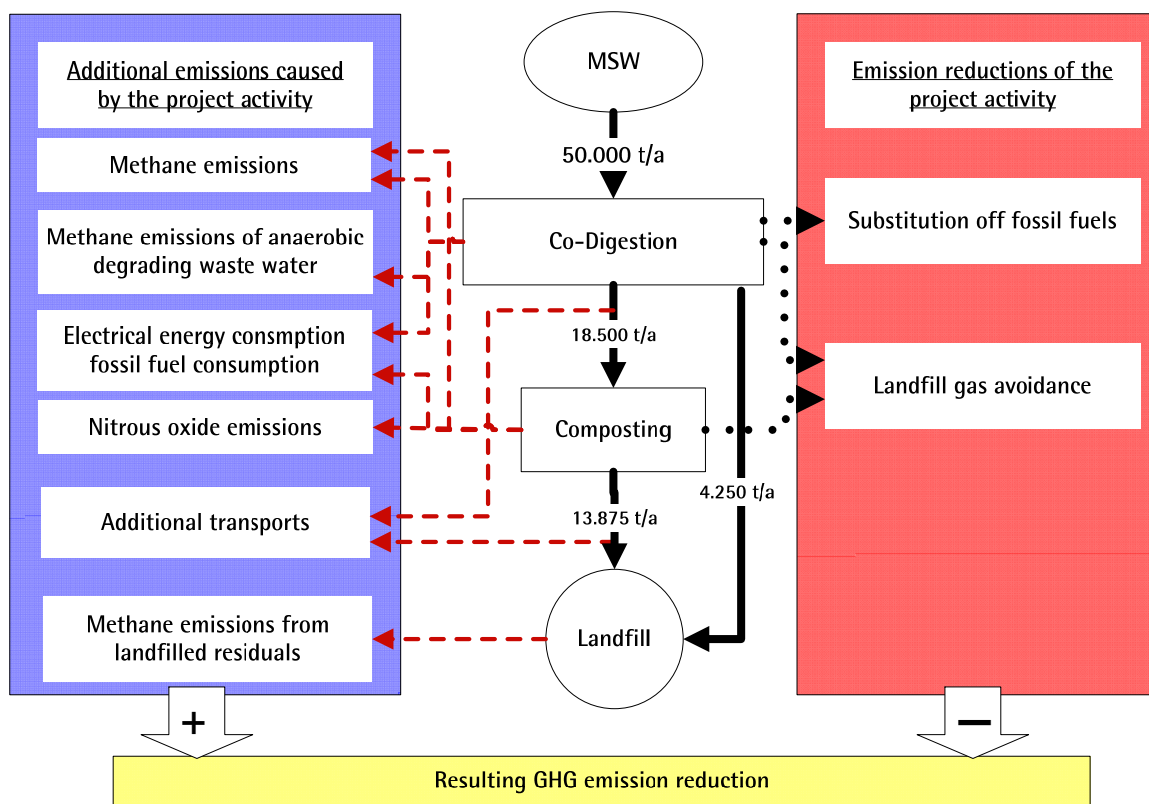 Additional emissions caused
by the project activity
Methane emissions
Methane emissions of anaerobic
degrading waste water
Electrical energy consmption
fossil fuel consumption
Nitrous oxide emissions
Additional transports
Methane emissions from
landfilled residuals
+
MSW
50.000 t/a
Co-Digestion
18.500 t/a
Composting
4.250 t/a
13.875 t/a
Landfill
Emission reductions of the
project activity
Substitution off fossil fuels
Landfill gas avoidance
—
Resulting GHG emission reduction